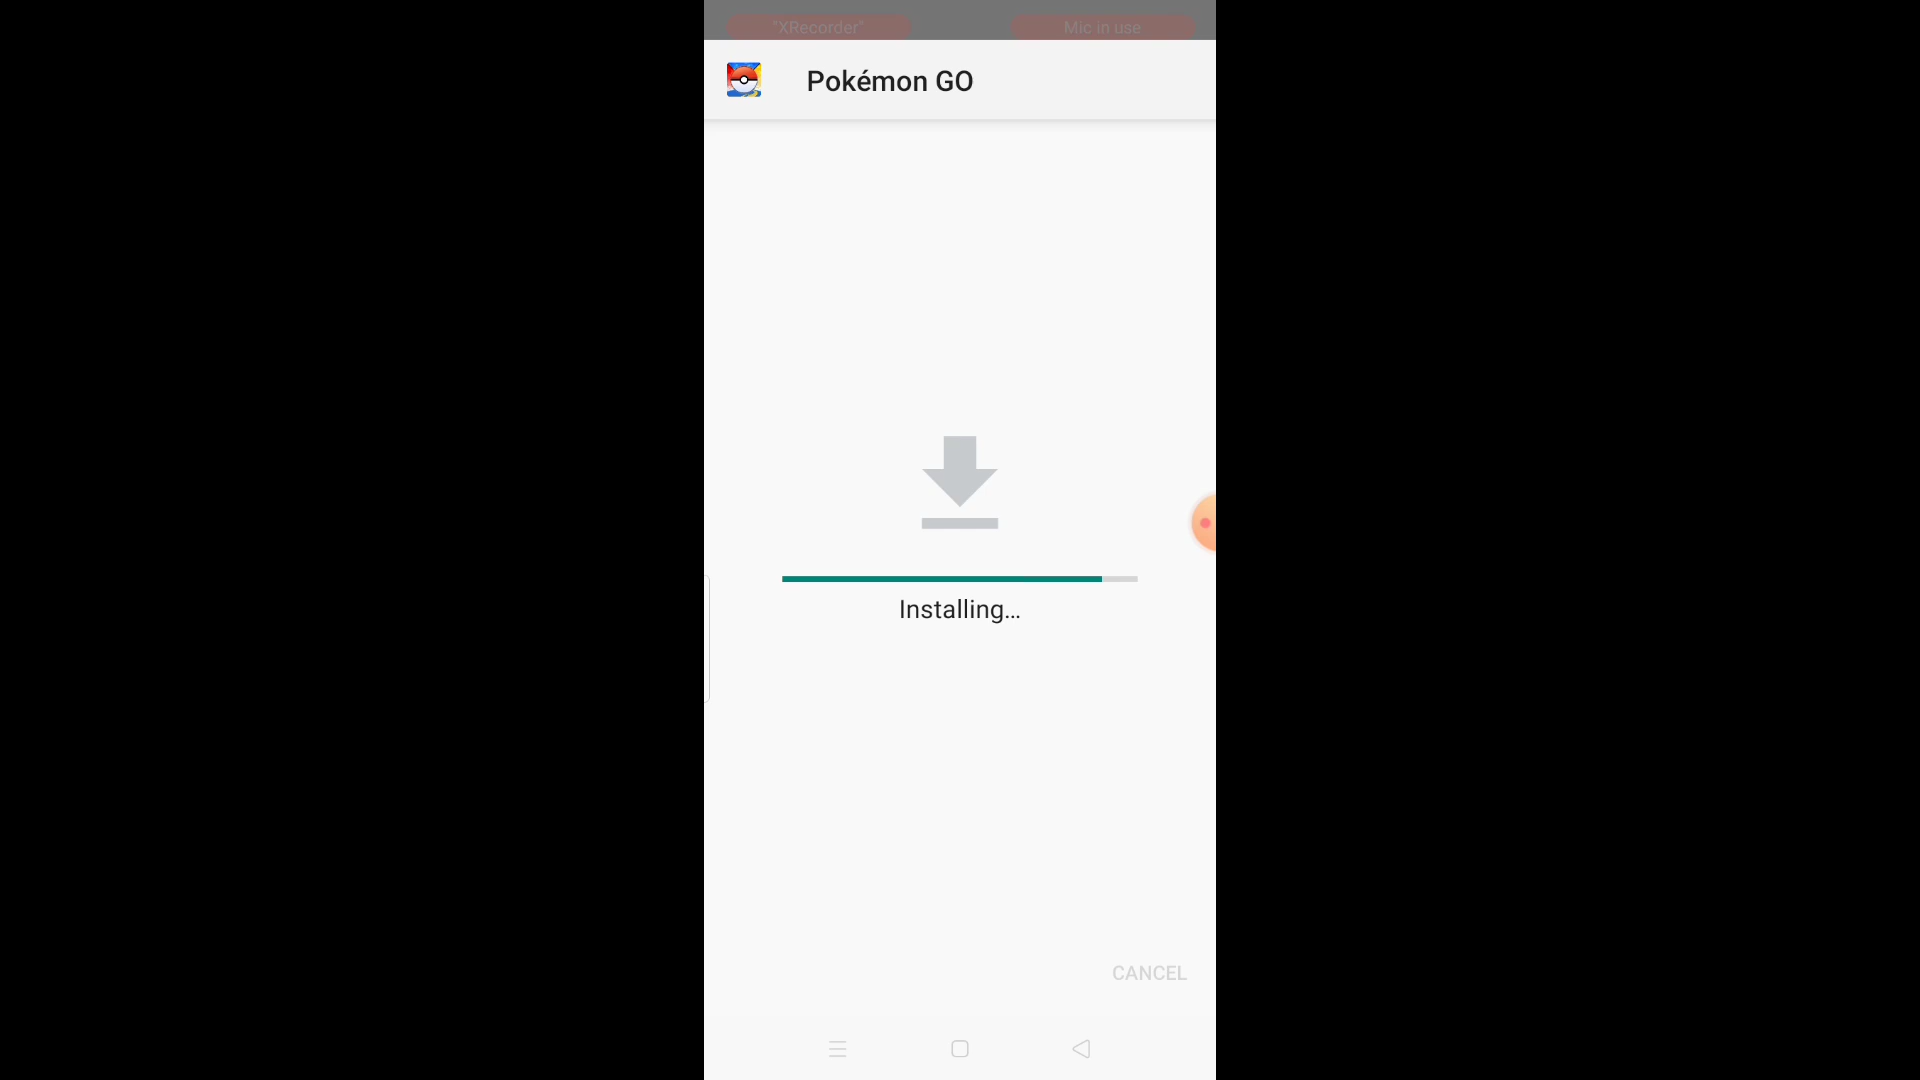 "XRecorder"
Mic in use
Pokémon GO
Installing...
CANCEL